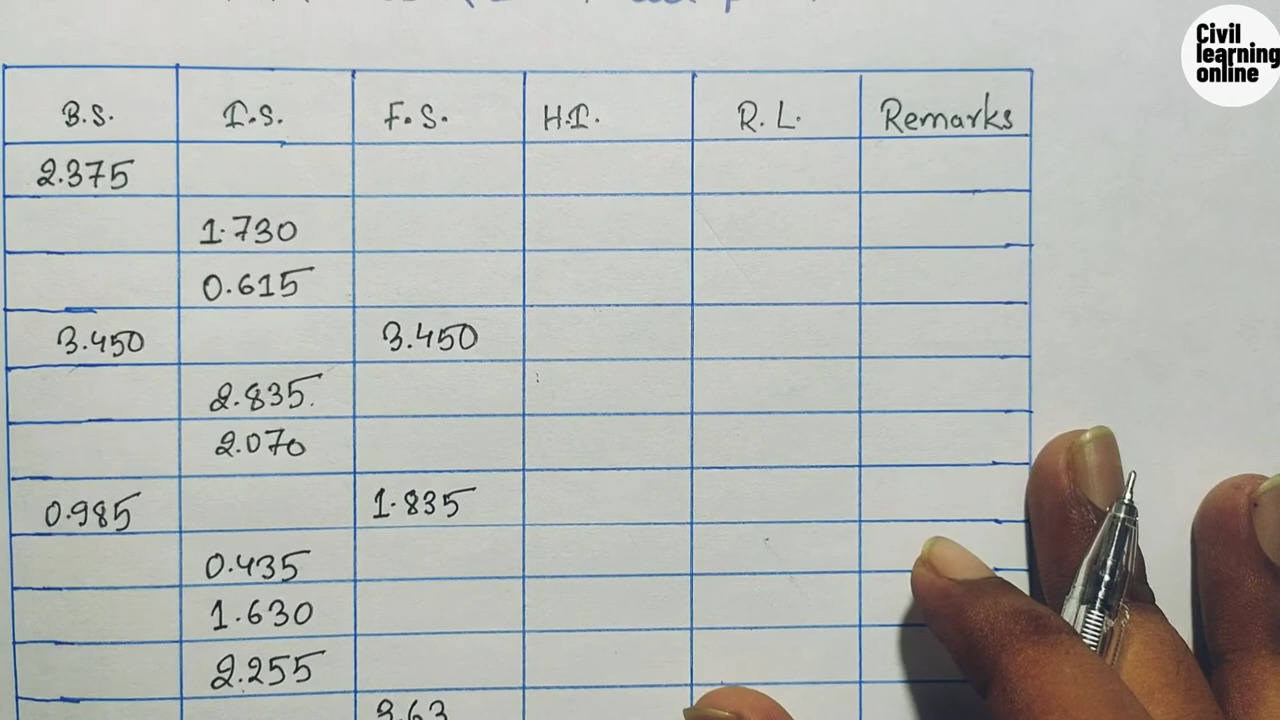 Civil
learning
online
B.S. I.S. F.S. H.I. R.L. Remarks
2.375
1.730
0.615
3.450 3.450
2.835.
2.070
0.985 1.835
0.435
1.630
2.255